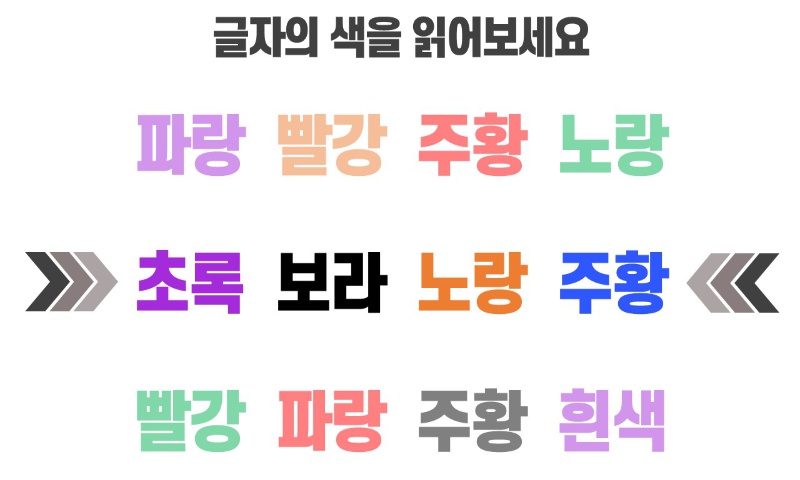 글자의 색을 읽어보세요
파랑 빨강 주황 노랑
초록 보라 노랑 주황
빨강 파랑 주황 흰색